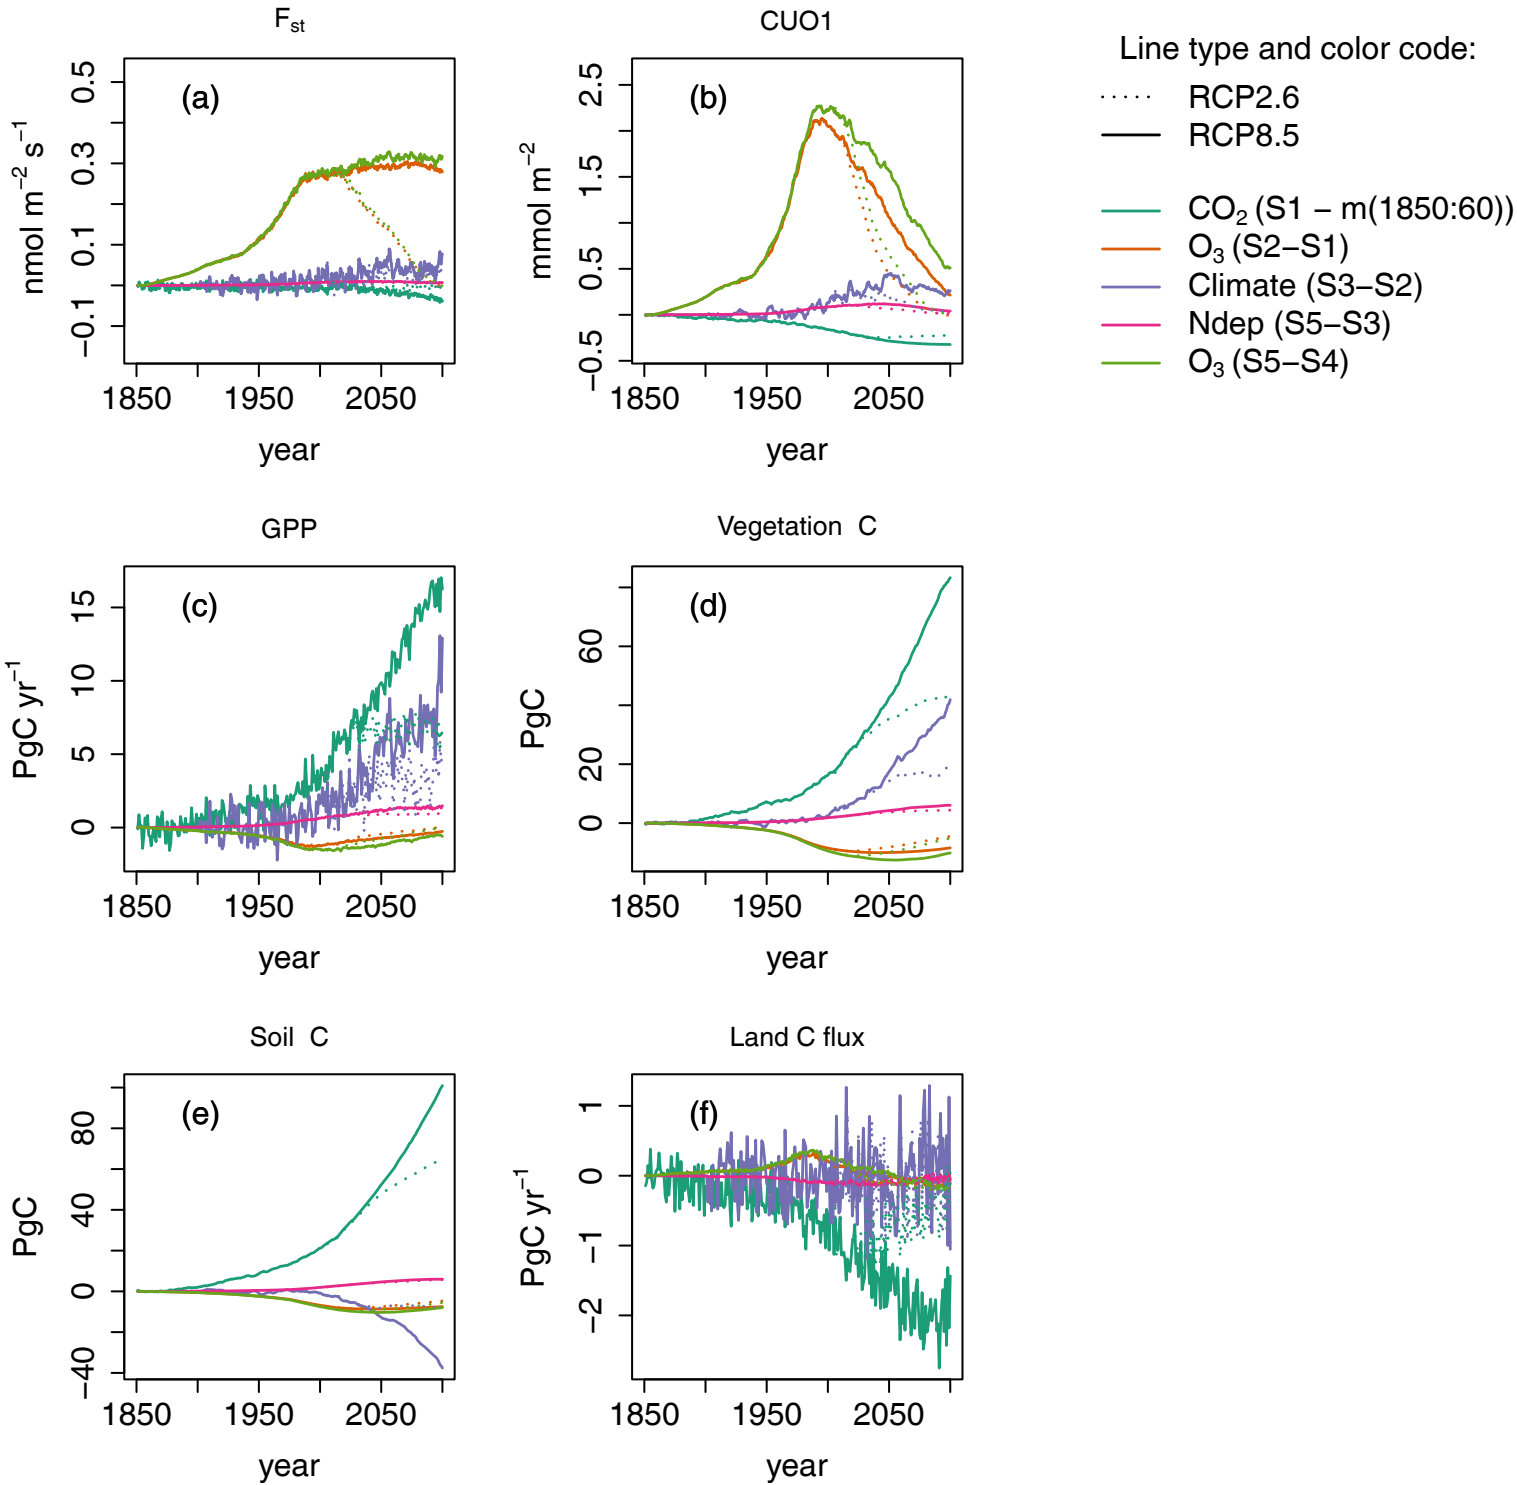 F_st
(a)
0.5
0.3
0.1
−0.1
nmol m⁻² s⁻¹
1850 1950 2050
year
CUO1
(b)
2.5
1.5
0.5
−0.5
mmol m⁻²
1850 1950 2050
year
Line type and color code:
RCP2.6
RCP8.5
CO₂ (S1 − m(1850:60))
O₃ (S2−S1)
Climate (S3−S2)
Ndep (S5−S3)
O₃ (S5−S4)
GPP
(c)
15
10
5
0
PgC yr⁻¹
1850 1950 2050
year
Vegetation C
(d)
60
20
0
PgC
1850 1950 2050
year
Soil C
(e)
80
40
0
−40
PgC
1850 1950 2050
year
Land C flux
(f)
1
0
−1
−2
PgC yr⁻¹
1850 1950 2050
year